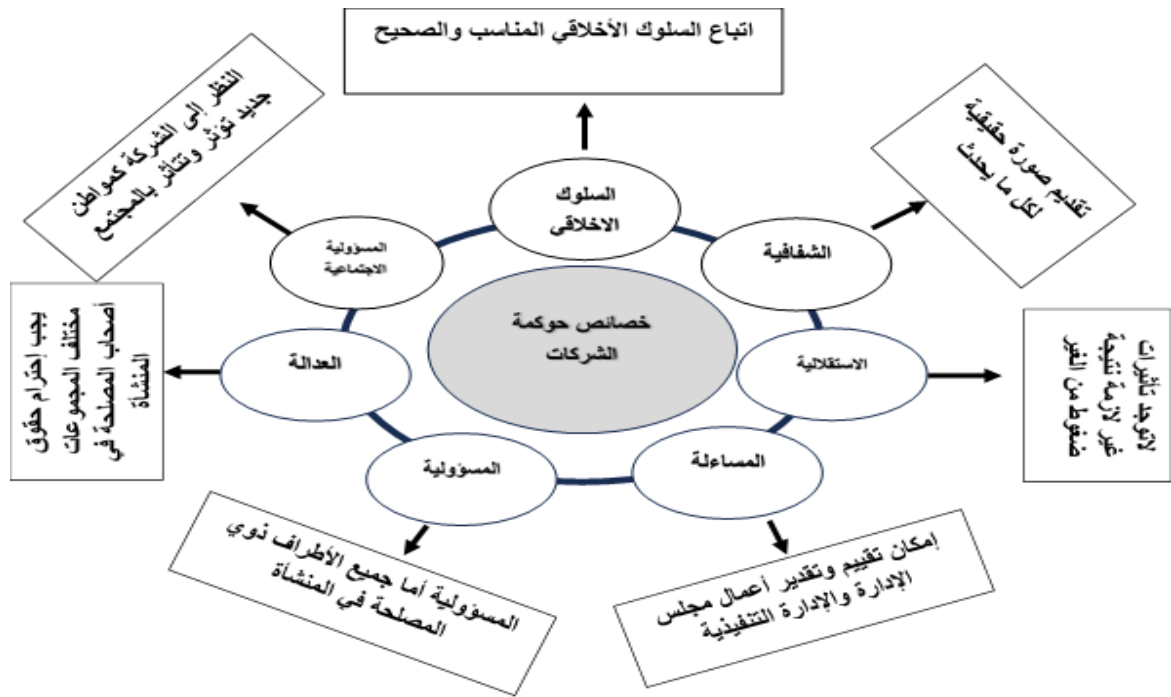 اتباع السلوك الأخلاقي المناسب والصحيح
السلوك
الاخلاقي
تقديم صورة حقيقية
لكل ما يحدث
الشفافية
لاتوجد تأثيرات
غير لازمة نتيجة
ضغوط من الغير
الاستقلالية
إمكان تقييم وتقدير أعمال مجلس
الإدارة والإدارة التنفيذية
المساءلة
المسؤولية أما جميع الأطراف ذوي
المصلحة في المنشأة
المسؤولية
يجب إحترام حقوق
مختلف المجموعات
أصحاب المصلحة في
المنشأة
العدالة
النظر إلى الشركة كمواطن
جديد تؤثر وتتأثر بالمجتمع
المسؤولية
الاجتماعية
خصائص حوكمة
الشركات